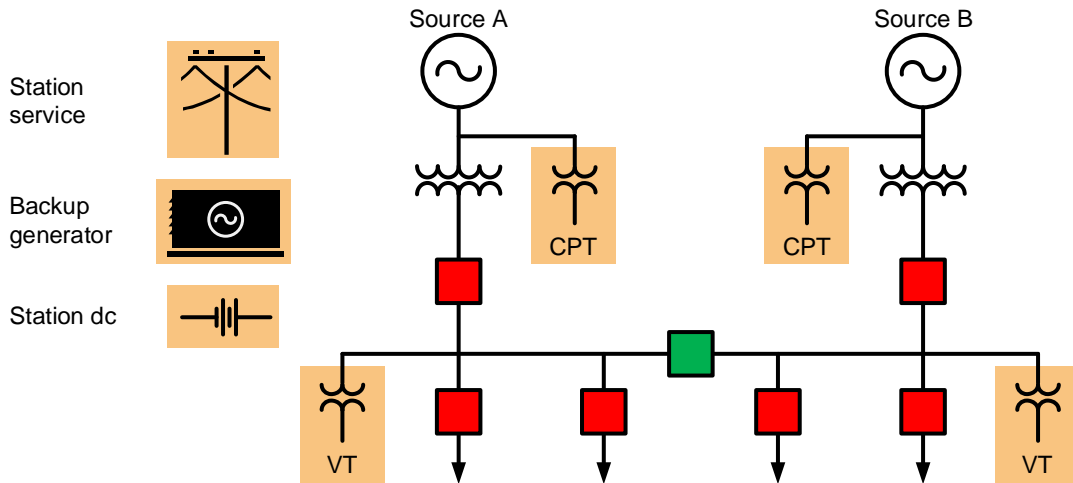 Source A
Source B
Station
service
Backup
generator
CPT
CPT
Station dc
VT
VT